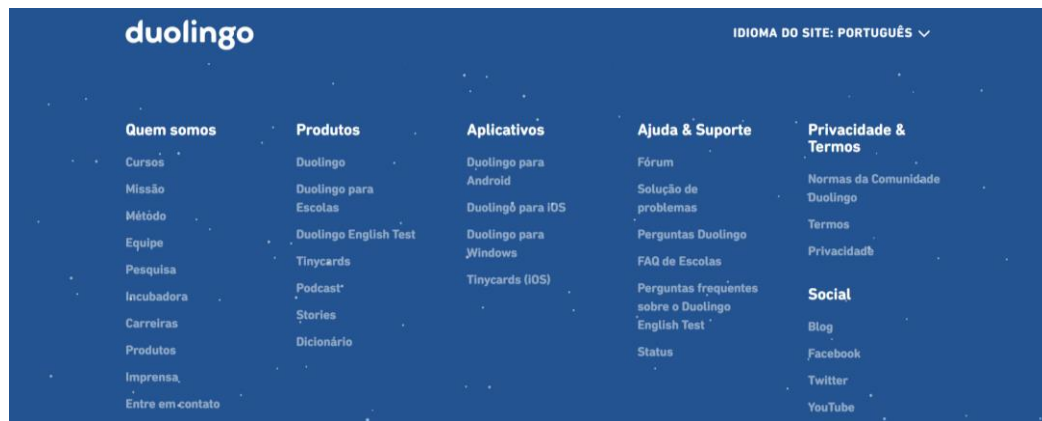 duolingo
IDIOMA DO SITE: PORTUGUÊS
Quem somos
Cursos
Missão
Método
Equipe
Pesquisa
Incubadora
Carreiras
Produtos
Imprensa
Entre em contato
Produtos
Duolingo
Duolingo para
Escolas
Duolingo English Test
Tinycards
Podcast
Stories
Dicionário
Aplicativos
Duolingo para
Android
Duolingo para iOS
Duolingo para
Windows
Tinycards (iOS)
Ajuda & Suporte
Fórum
Solução de
problemas
Perguntas Duolingo
FAQ de Escolas
Perguntas frequentes
sobre o Duolingo
English Test
Status
Privacidade &
Termos
Normas da Comunidade
Duolingo
Termos
Privacidade
Social
Blog
Facebook
Twitter
YouTube